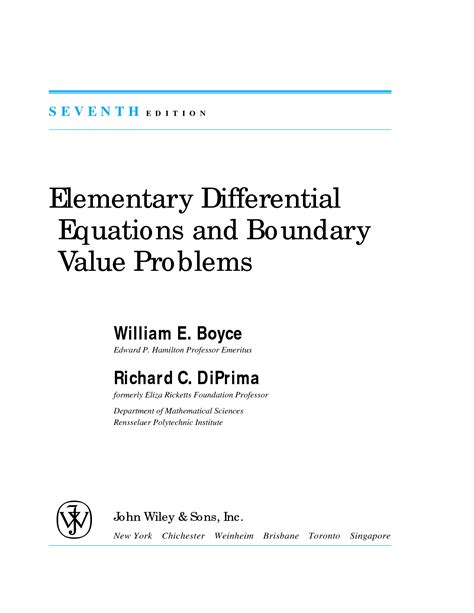 SEVENTH EDITION
Elementary Differential
Equations and Boundary
Value Problems
William E. Boyce
Edward P. Hamilton Professor Emeritus
Richard C. DiPrima
formerly Eliza Ricketts Foundation Professor
Department of Mathematical Sciences
Rensselaer Polytechnic Institute
JW
John Wiley & Sons, Inc.
New York Chichester Weinheim Brisbane Toronto Singapore